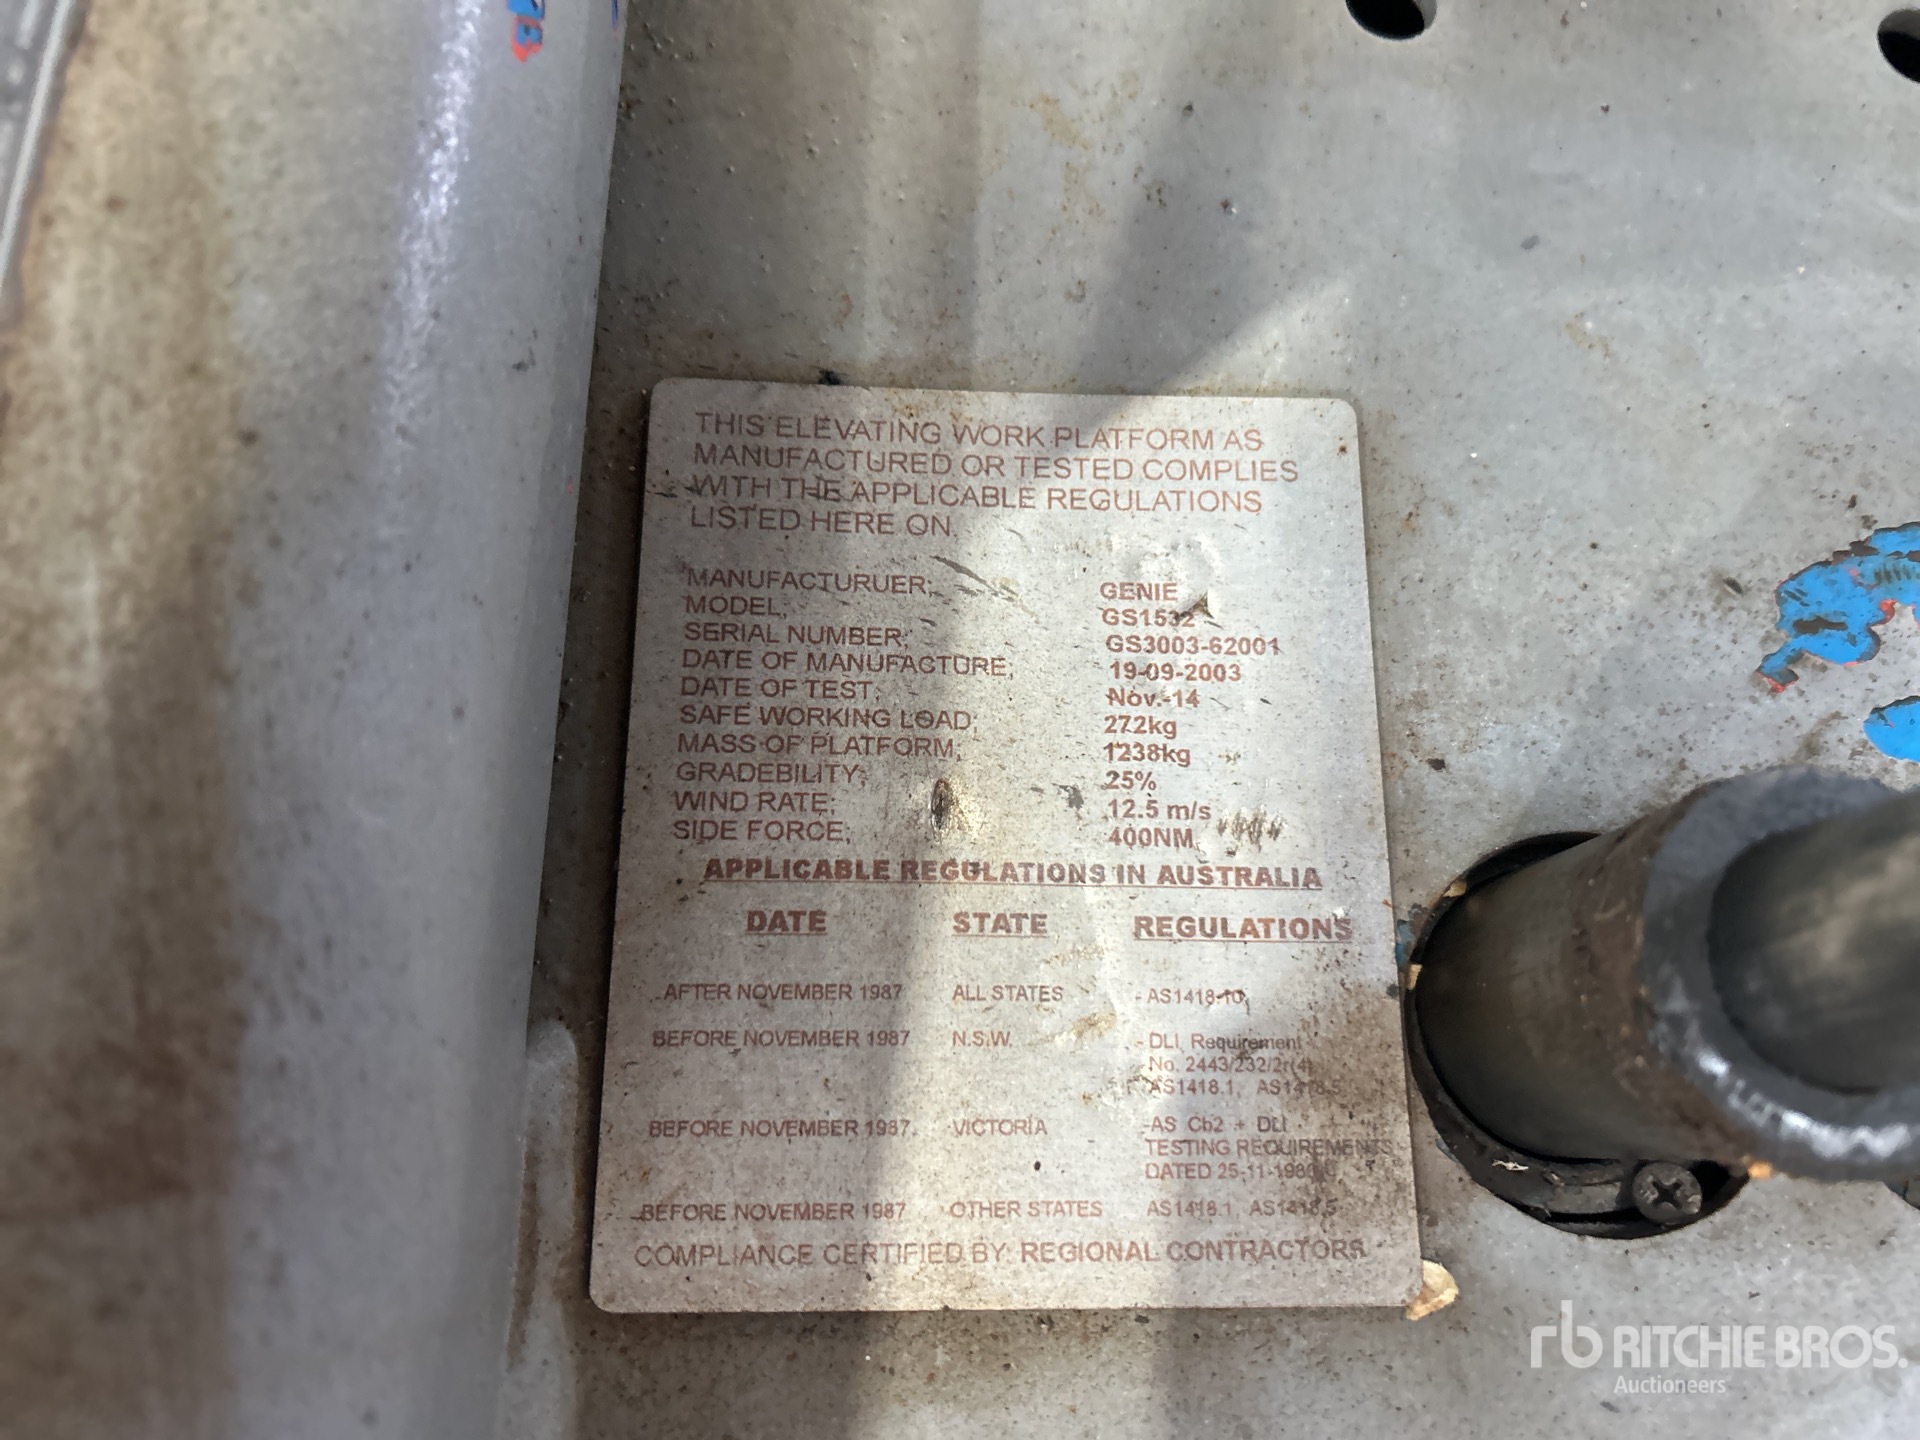 THIS ELEVATING WORK PLATFORM AS
MANUFACTURED OR TESTED COMPLIES
WITH THE APPLICABLE REGULATIONS
LISTED HERE ON.
MANUFACTURUER; GENIE
MODEL; GS1532
SERIAL NUMBER; GS3003-62001
DATE OF MANUFACTURE; 19-09-2003
DATE OF TEST; Nov.-14
SAFE WORKING LOAD; 272kg
MASS OF PLATFORM; 1238kg
GRADEBILITY; 25%
WIND RATE; 12.5 m/s
SIDE FORCE; 400NM
APPLICABLE REGULATIONS IN AUSTRALIA
DATE STATE REGULATIONS
AFTER NOVEMBER 1987 ALL STATES - AS1418-10
BEFORE NOVEMBER 1987 N.S.W. - DLI Requirement
No. 2443/232/2r(4)
AS1418.1, AS1418.5
BEFORE NOVEMBER 1987 VICTORIA -AS Cb2 + DLI
TESTING REQUIREMENTS
DATED 25-11-1980
BEFORE NOVEMBER 1987 OTHER STATES AS1418.1, AS1418.5
COMPLIANCE CERTIFIED BY REGIONAL CONTRACTORS
rb RITCHIE BROS.
Auctioneers